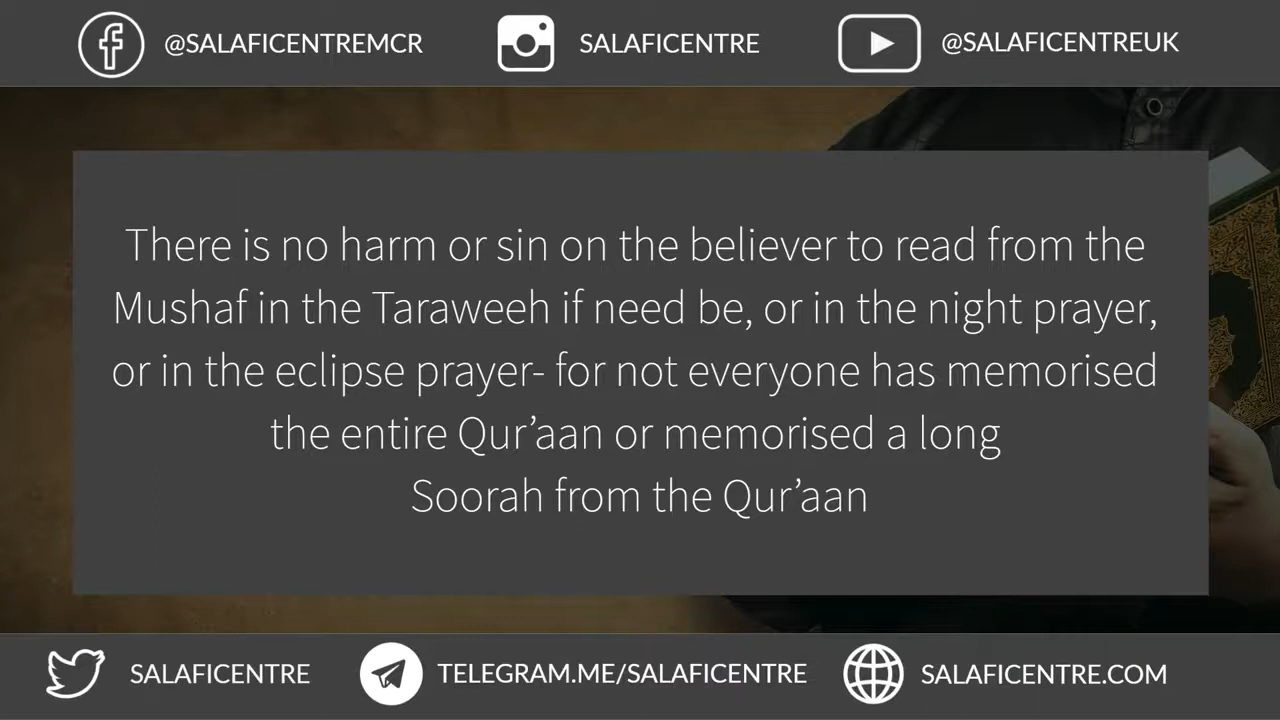 @SALAFICENTREMCR
SALAFICENTRE
@SALAFICENTREUK
There is no harm or sin on the believer to read from the
Mushaf in the Taraweeh if need be, or in the night prayer,
or in the eclipse prayer- for not everyone has memorised
the entire Qur’aan or memorised a long
Soorah from the Qur’aan
SALAFICENTRE
TELEGRAM.ME/SALAFICENTRE
SALAFICENTRE.COM